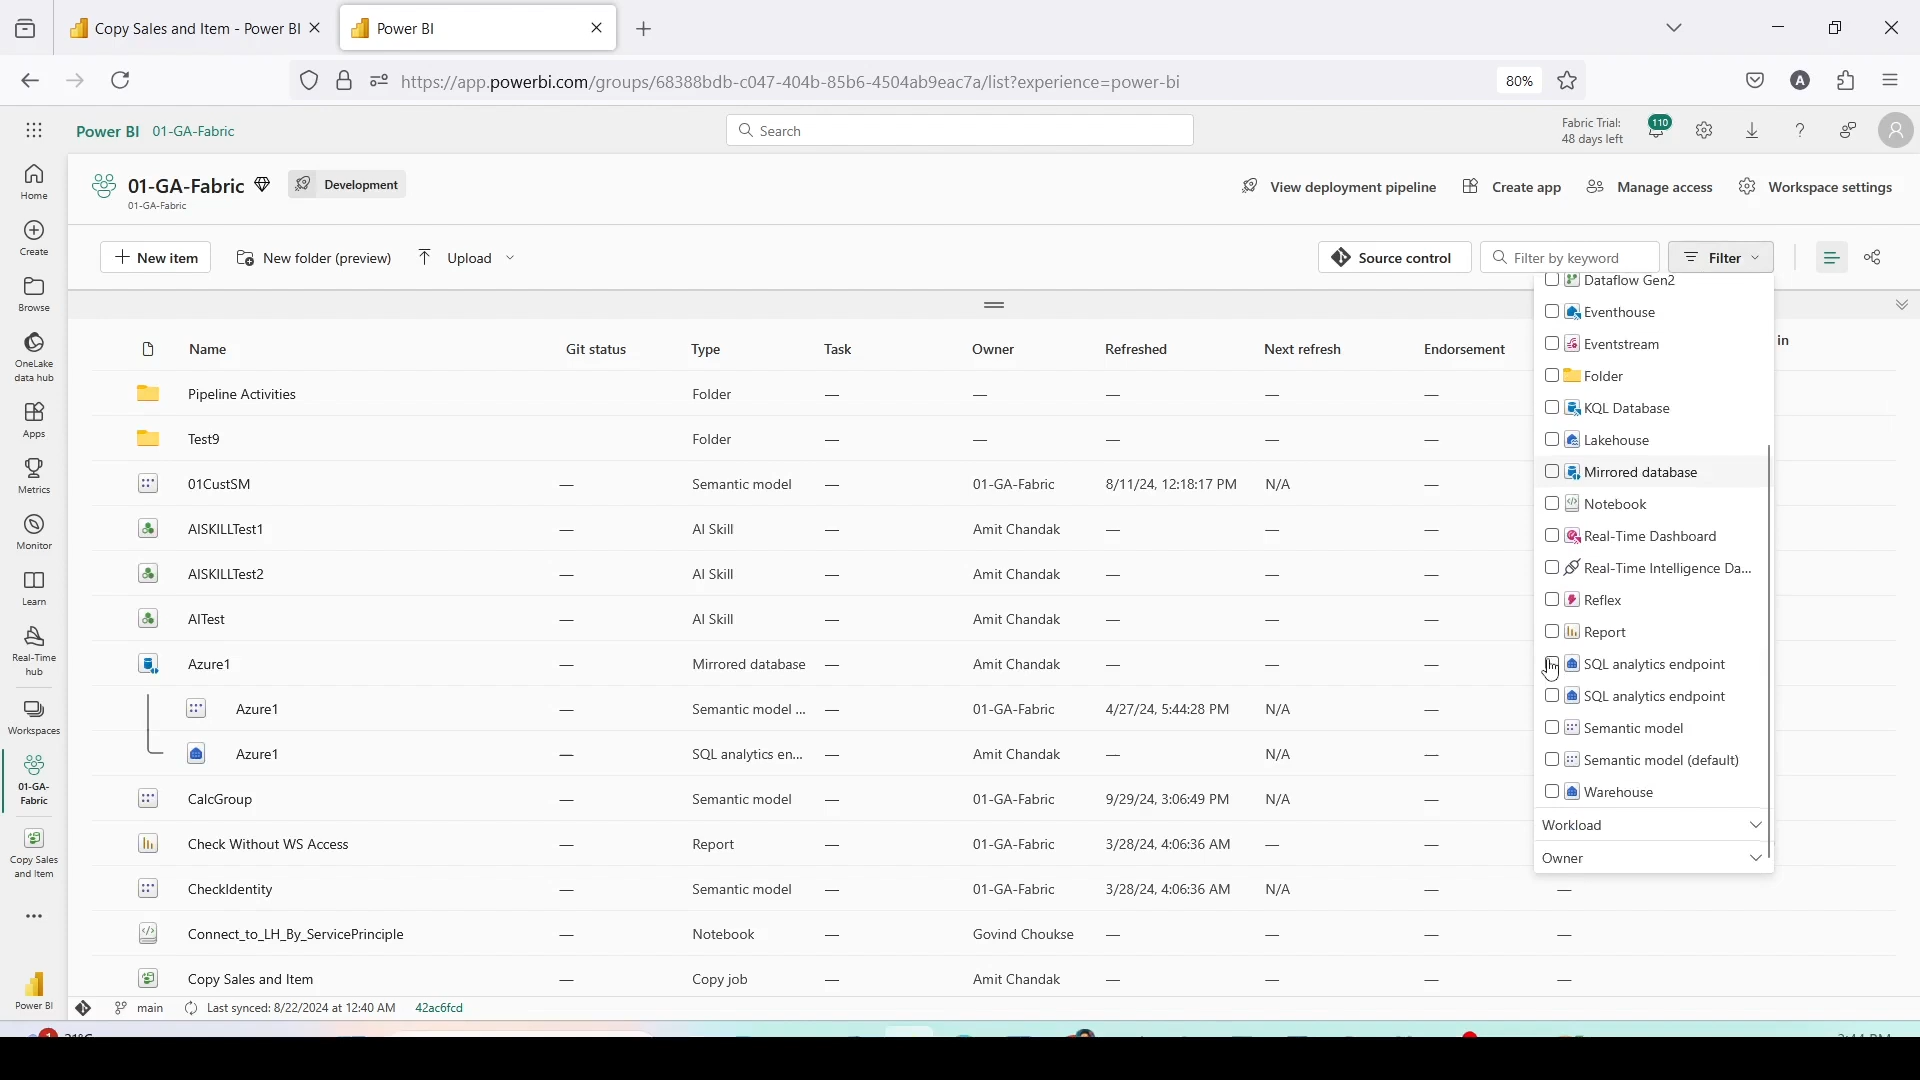 Copy Sales and Item - Power BI
Power BI
https://app.powerbi.com/groups/68388bdb-c047-404b-85b6-4504ab9eac7a/list?experience=power-bi
80%
A
Power BI 01-GA-Fabric
Search
Fabric Trial:
48 days left
110
01-GA-Fabric
01-GA-Fabric
Development
View deployment pipeline
Create app
Manage access
Workspace settings
New item
New folder (preview)
Upload
Source control
Filter by keyword
Filter
Home
Create
Browse
OneLake
data hub
Apps
Metrics
Monitor
Learn
Real-Time
hub
Workspaces
01-GA-
Fabric
Copy Sales
and Item
Power BI
Name Git status Type Task Owner Refreshed Next refresh Endorsement in
Pipeline Activities Folder — — — — —
Test9 Folder — — — — —
01CustSM — Semantic model — 01-GA-Fabric 8/11/24, 12:18:17 PM N/A —
AISKILLTest1 — AI Skill — Amit Chandak — — —
AISKILLTest2 — AI Skill — Amit Chandak — — —
AITest — AI Skill — Amit Chandak — — —
Azure1 — Mirrored database — Amit Chandak — — —
Azure1 — Semantic model ... — 01-GA-Fabric 4/27/24, 5:44:28 PM N/A —
Azure1 — SQL analytics en... — Amit Chandak — N/A —
CalcGroup — Semantic model — 01-GA-Fabric 9/29/24, 3:06:49 PM N/A —
Check Without WS Access — Report — 01-GA-Fabric 3/28/24, 4:06:36 AM — —
CheckIdentity — Semantic model — 01-GA-Fabric 3/28/24, 4:06:36 AM N/A — —
Connect_to_LH_By_ServicePrinciple — Notebook — Govind Choukse — — — —
Copy Sales and Item — Copy job — Amit Chandak — — — —
Dataflow Gen2
Eventhouse
Eventstream
Folder
KQL Database
Lakehouse
Mirrored database
Notebook
Real-Time Dashboard
Real-Time Intelligence Da...
Reflex
Report
SQL analytics endpoint
SQL analytics endpoint
Semantic model
Semantic model (default)
Warehouse
Workload
Owner
main
Last synced: 8/22/2024 at 12:40 AM
42ac6fcd